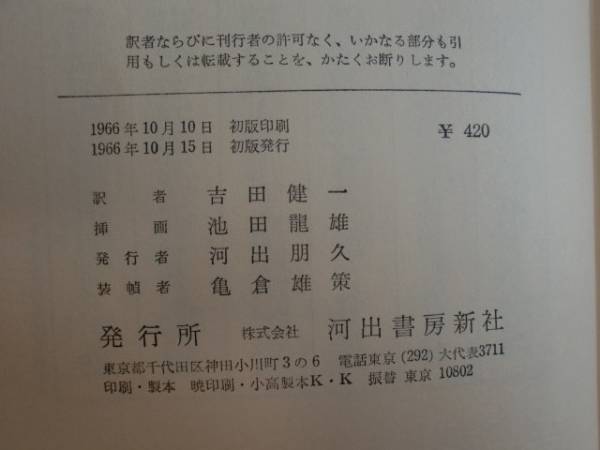 訳者ならびに刊行者の許可なく、いかなる部分も引
用もしくは転載することを、かたくお断りします。
1966年10月10日 初版印刷 ¥ 420
1966年10月15日 初版発行
訳者 吉田健一
挿画 池田龍雄
発行者 河出朋久
装幀者 亀倉雄策
発行所 株式会社 河出書房新社
東京都千代田区神田小川町3の6 電話東京(292)大代表3711
印刷・製本 暁印刷・小高製本K・K 振替 東京 10802